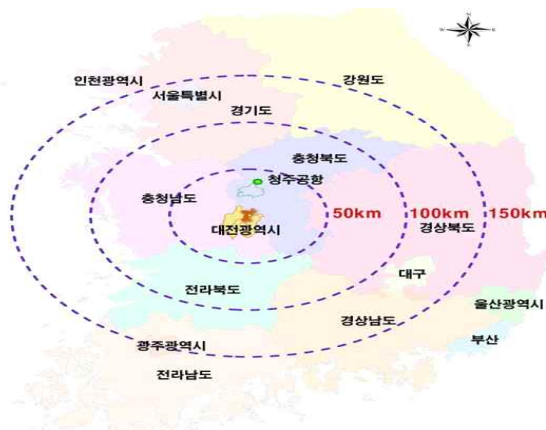 N
W
E
S
인천광역시
강원도
서울특별시
경기도
충청북도
청주공항
충청남도
50km
100km
150km
대전광역시
경상북도
대구
전라북도
울산광역시
경상남도
부산
광주광역시
전라남도